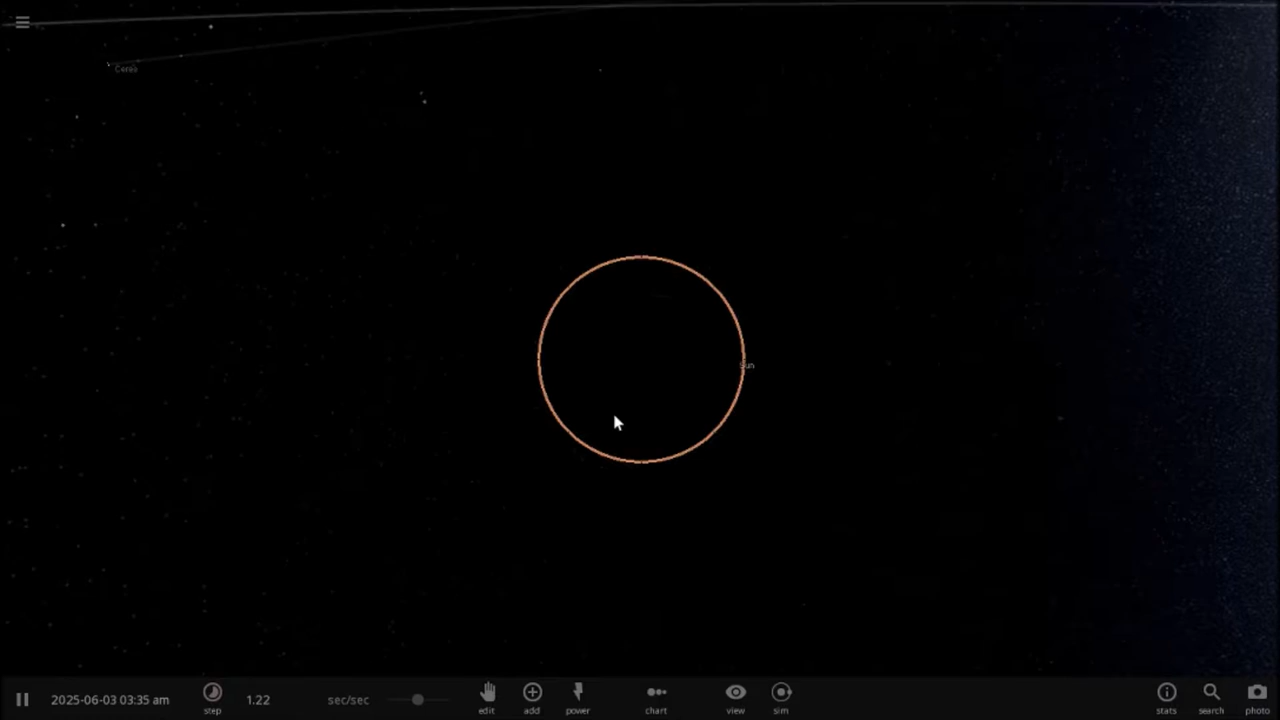 Ceres
Sun
2025-06-03 03:35 am
step
1.22
sec/sec
edit
add
power
chart
view
sim
stats
search
photo